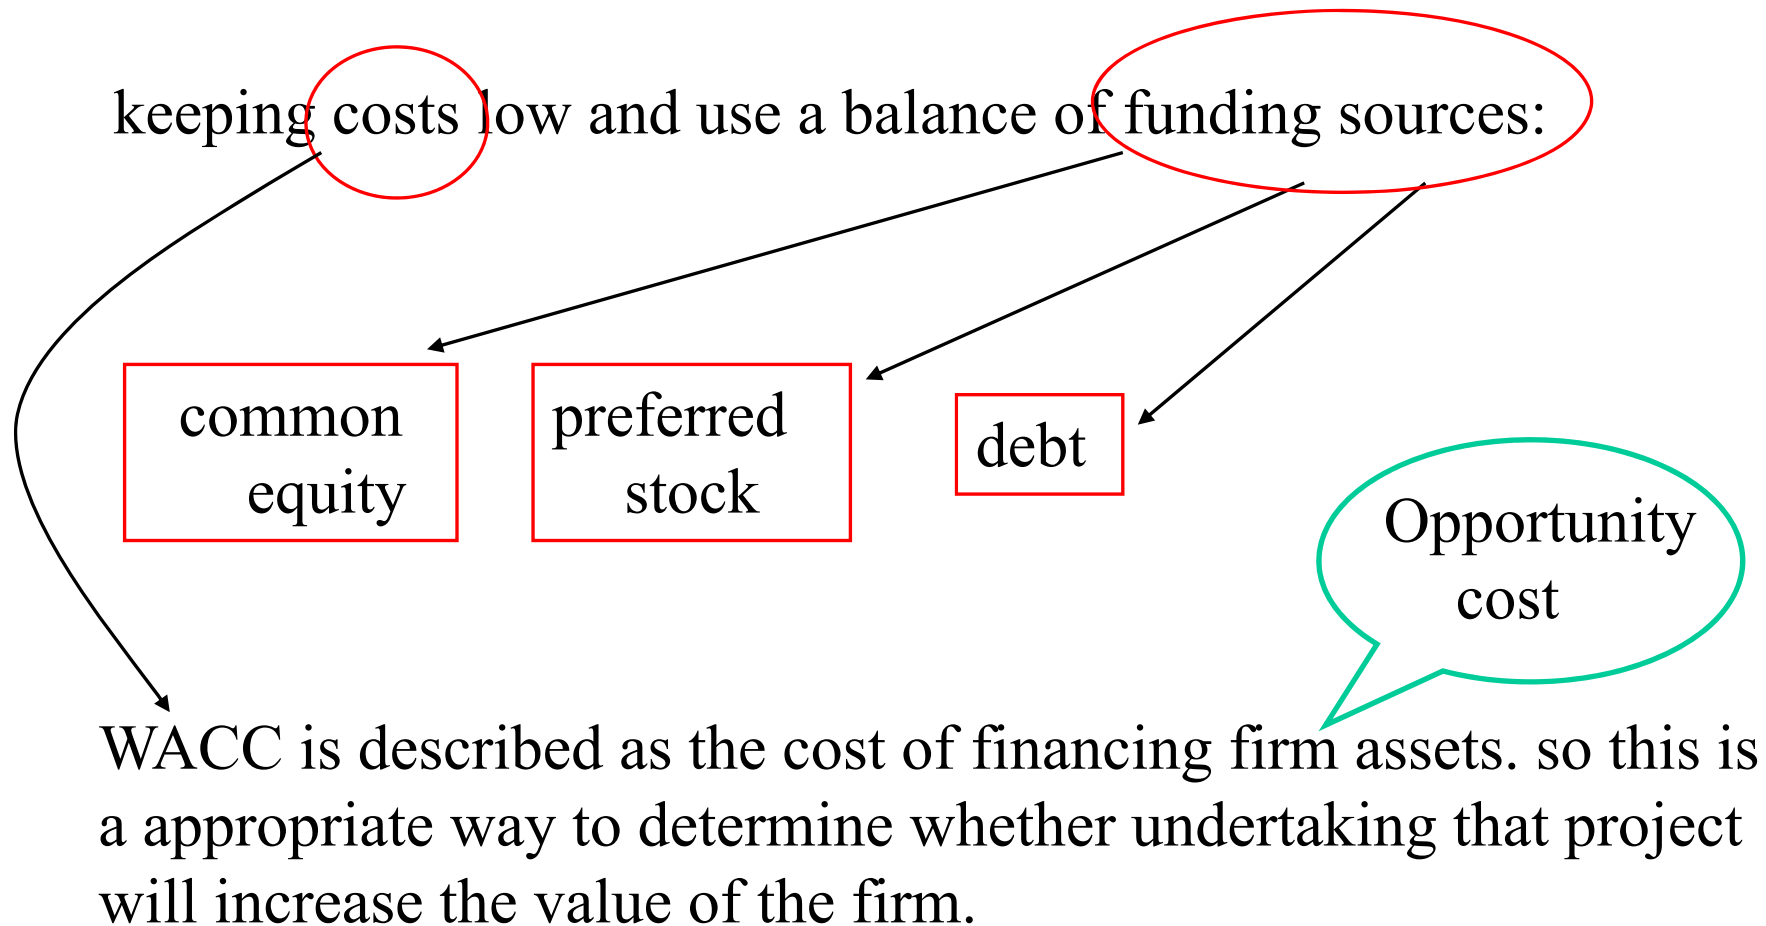 keeping costs low and use a balance of funding sources:
common
equity
preferred
stock
debt
Opportunity
cost
WACC is described as the cost of financing firm assets. so this is
a appropriate way to determine whether undertaking that project
will increase the value of the firm.